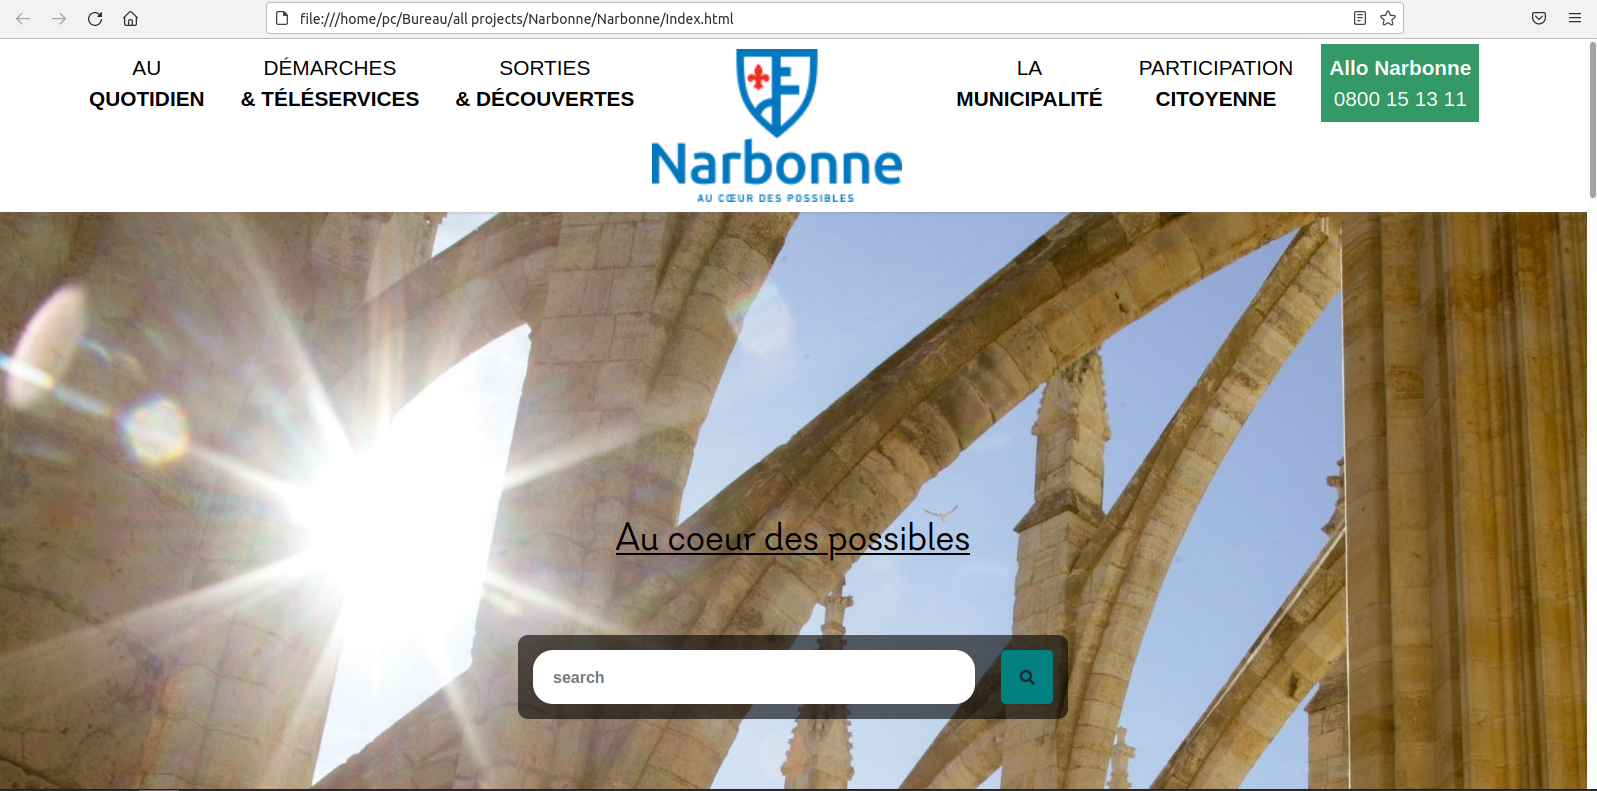 file:///home/pc/Bureau/all projects/Narbonne/Narbonne/Index.html
AU
QUOTIDIEN
DÉMARCHES
& TÉLÉSERVICES
SORTIES
& DÉCOUVERTES
Narbonne
AU CŒUR DES POSSIBLES
LA
MUNICIPALITÉ
PARTICIPATION
CITOYENNE
Allo Narbonne
0800 15 13 11
Au coeur des possibles
search